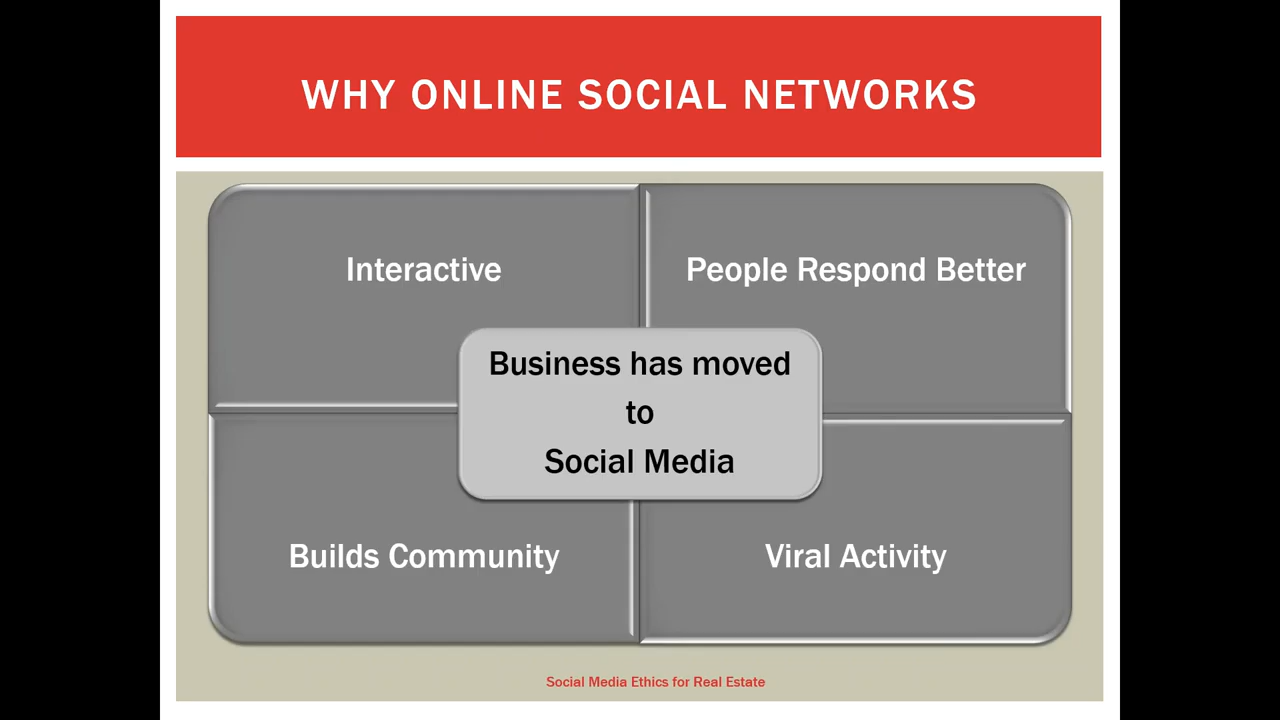 WHY ONLINE SOCIAL NETWORKS
Interactive
People Respond Better
Business has moved
to
Social Media
Builds Community
Viral Activity
Social Media Ethics for Real Estate